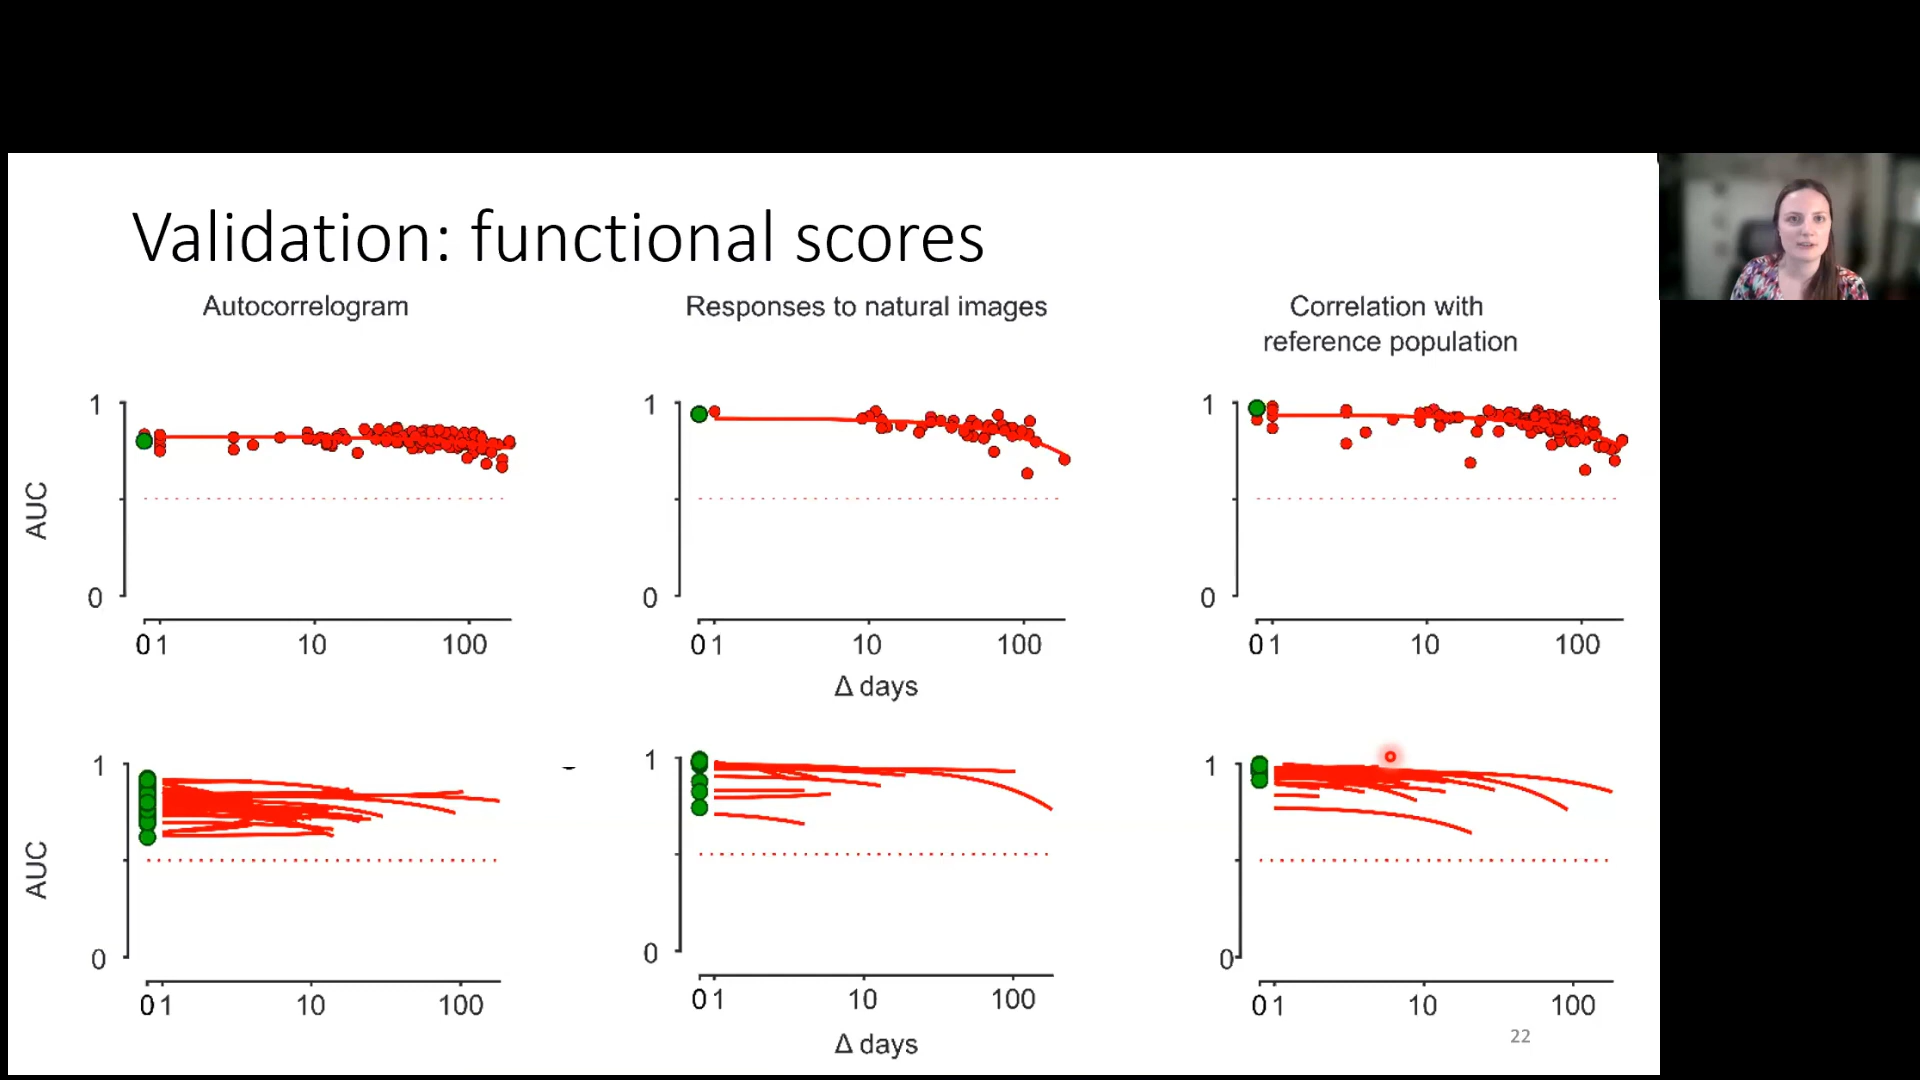 Validation: functional scores
Autocorrelogram
Responses to natural images
Correlation with
reference population
AUC
1
0
0 1 10 100
1
0
0 1 10 100
Δ days
1
0
0 1 10 100
AUC
1
0
0 1 10 100
1
0
0 1 10 100
Δ days
1
0
0 1 10 100
22